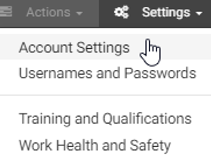 Actions Settings
Account Settings
Usernames and Passwords
Training and Qualifications
Work Health and Safety